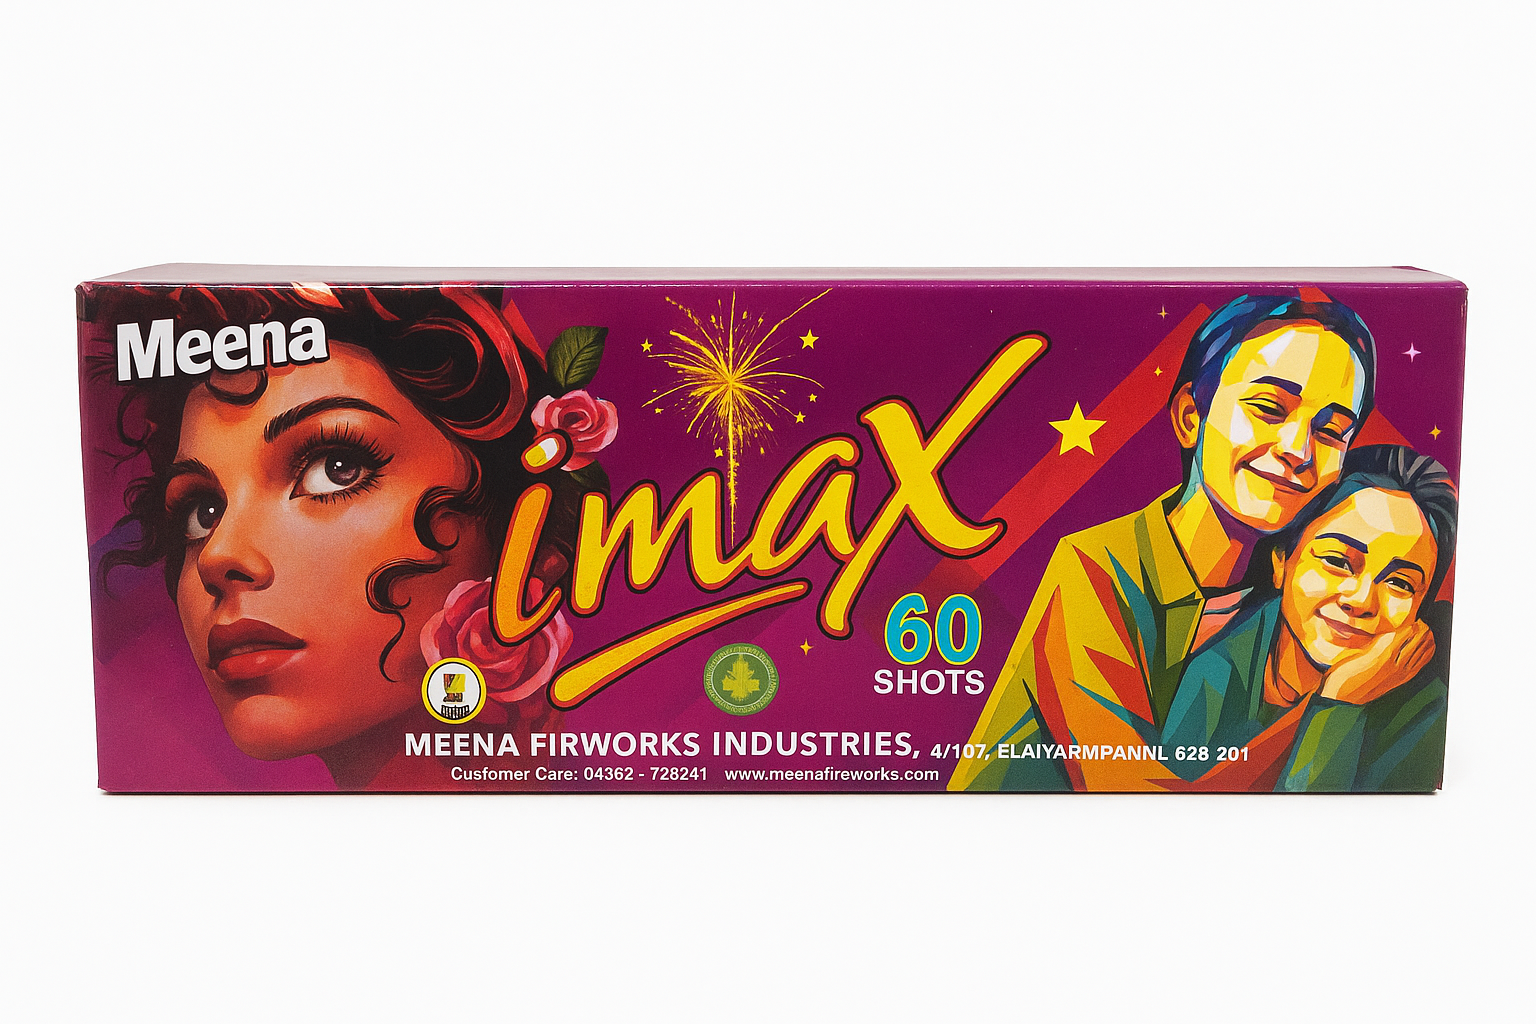 Meena
imax
60
SHOTS
MEENA FIRWORKS INDUSTRIES, 4/107, ELAIYARMPANNL 628 201
Cusfomer Care: 04362 - 728241 www.meenafireworks.com